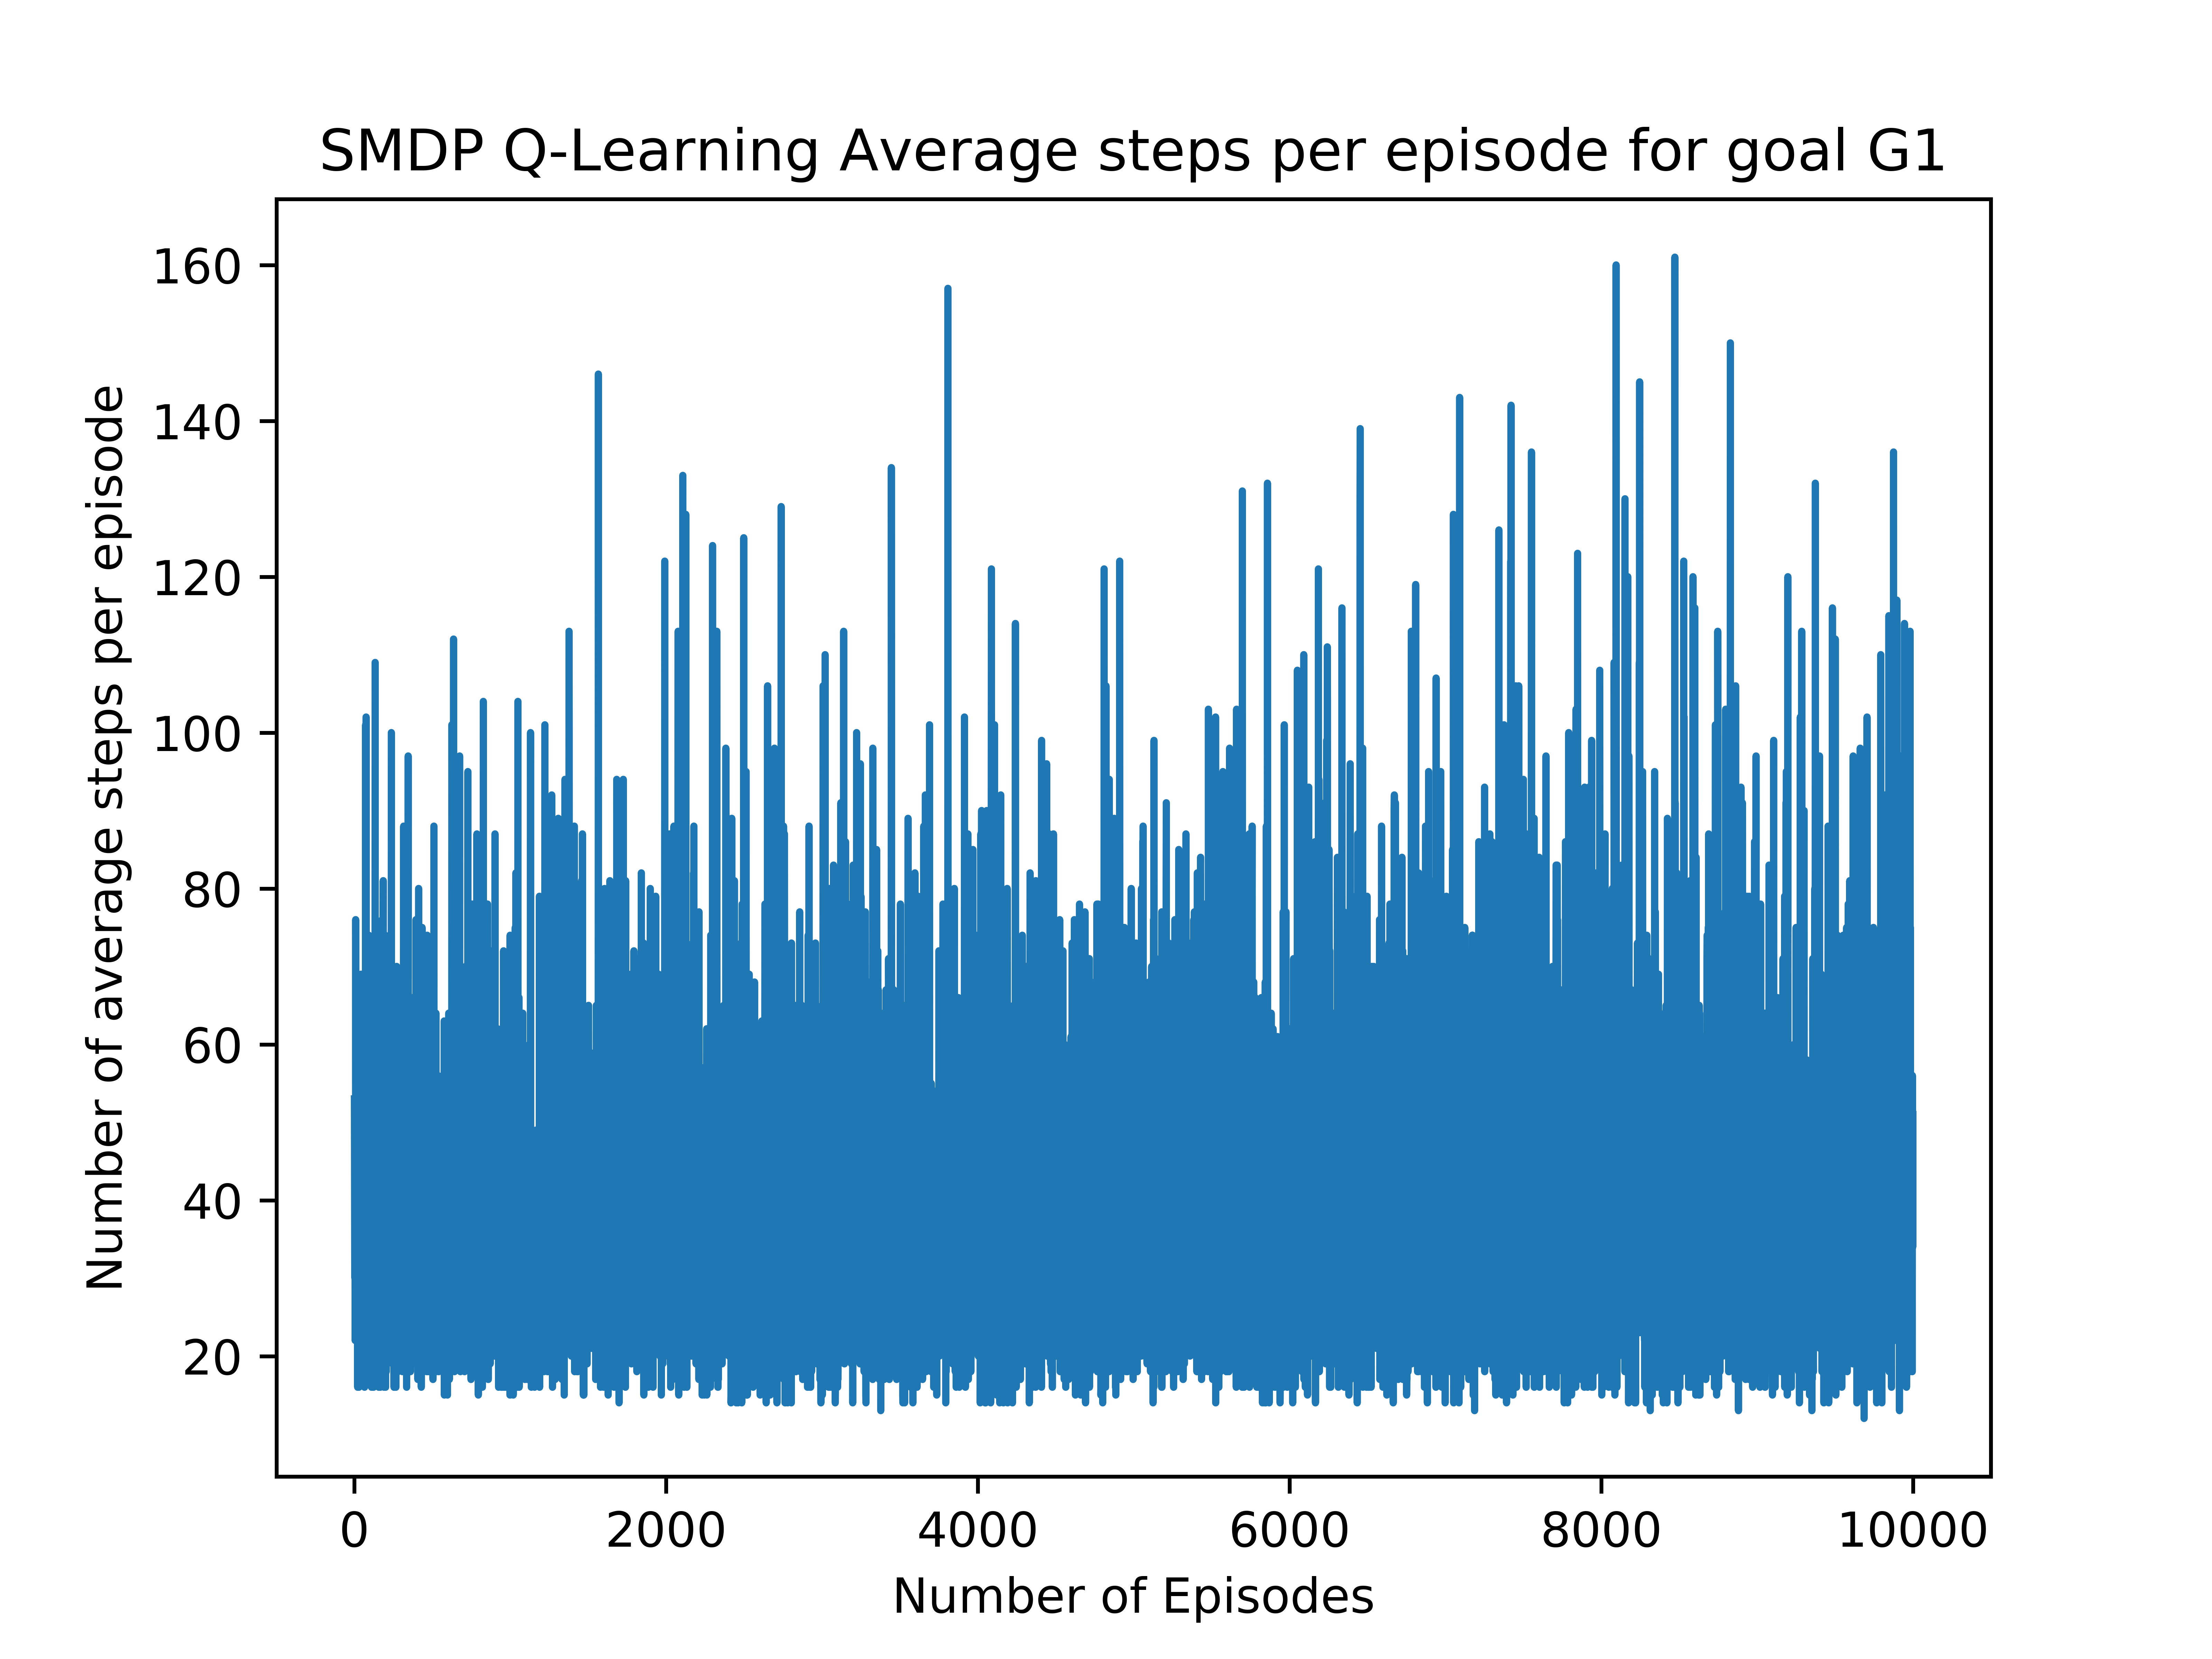 SMDP Q-Learning Average steps per episode for goal G1
Number of average steps per episode
160
140
120
100
80
60
40
20
0 2000 4000 6000 8000 10000
Number of Episodes